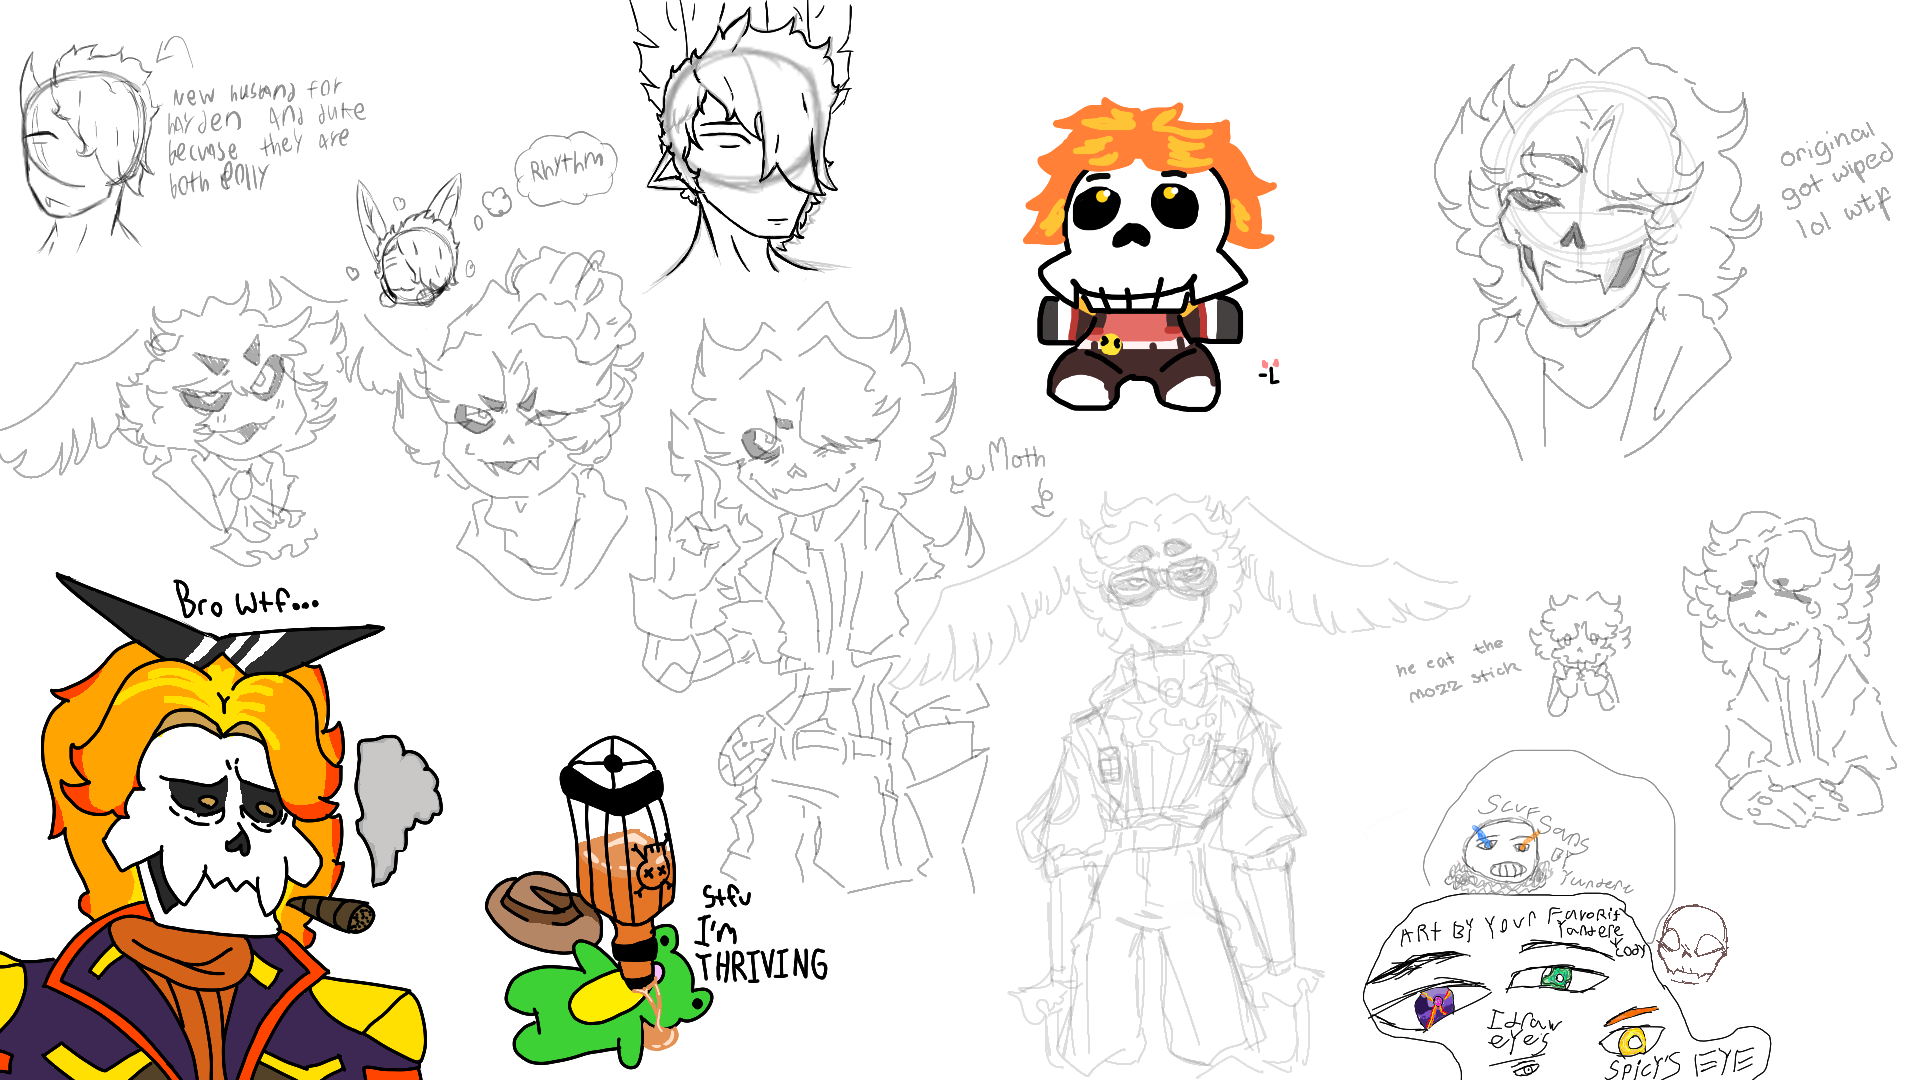 New husband for
hayden and duke
because they are
both polly
Rhythm
-L
original
got wiped
lol wtf
Moth
Bro wtf...
he eat the
mozz stick
Stfu
I'm
THRIVING
Scuf
Sans
By
Yandere
ART BY YOUr Favorit
Yandere
Cody
I draw
eyes
SPICY'S EYE